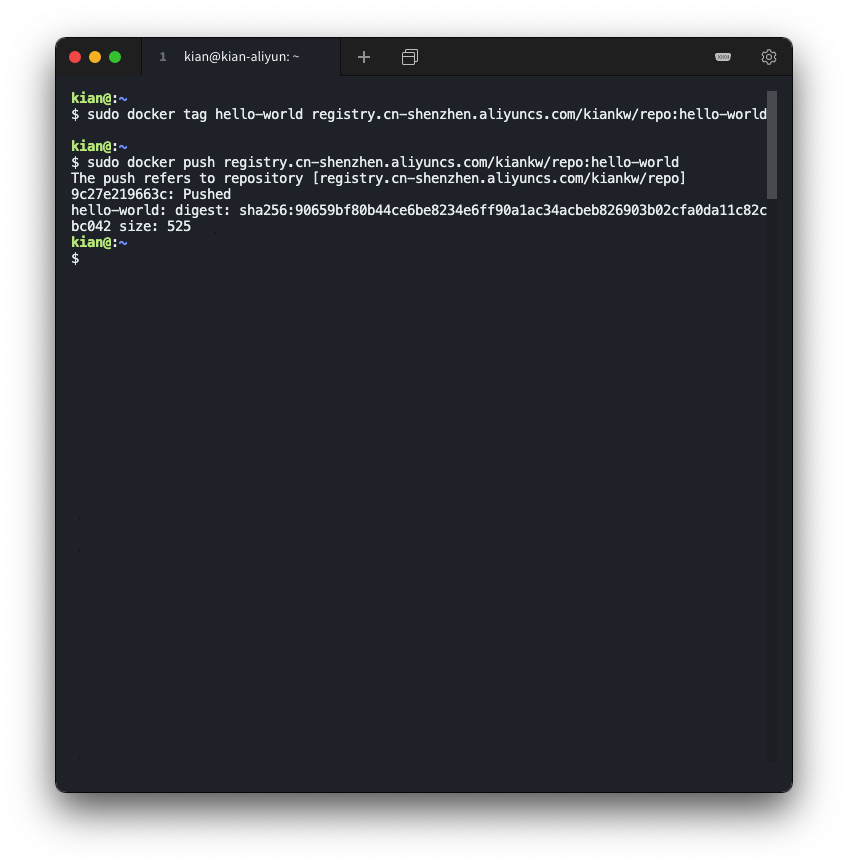 1 kian@kian-aliyun: ~
kian@:~
$ sudo docker tag hello-world registry.cn-shenzhen.aliyuncs.com/kiankw/repo:hello-world
kian@:~
$ sudo docker push registry.cn-shenzhen.aliyuncs.com/kiankw/repo:hello-world
The push refers to repository [registry.cn-shenzhen.aliyuncs.com/kiankw/repo]
9c27e219663c: Pushed
hello-world: digest: sha256:90659bf80b44ce6be8234e6ff90a1ac34acbeb826903b02cfa0da11c82c
bc042 size: 525
kian@:~
$